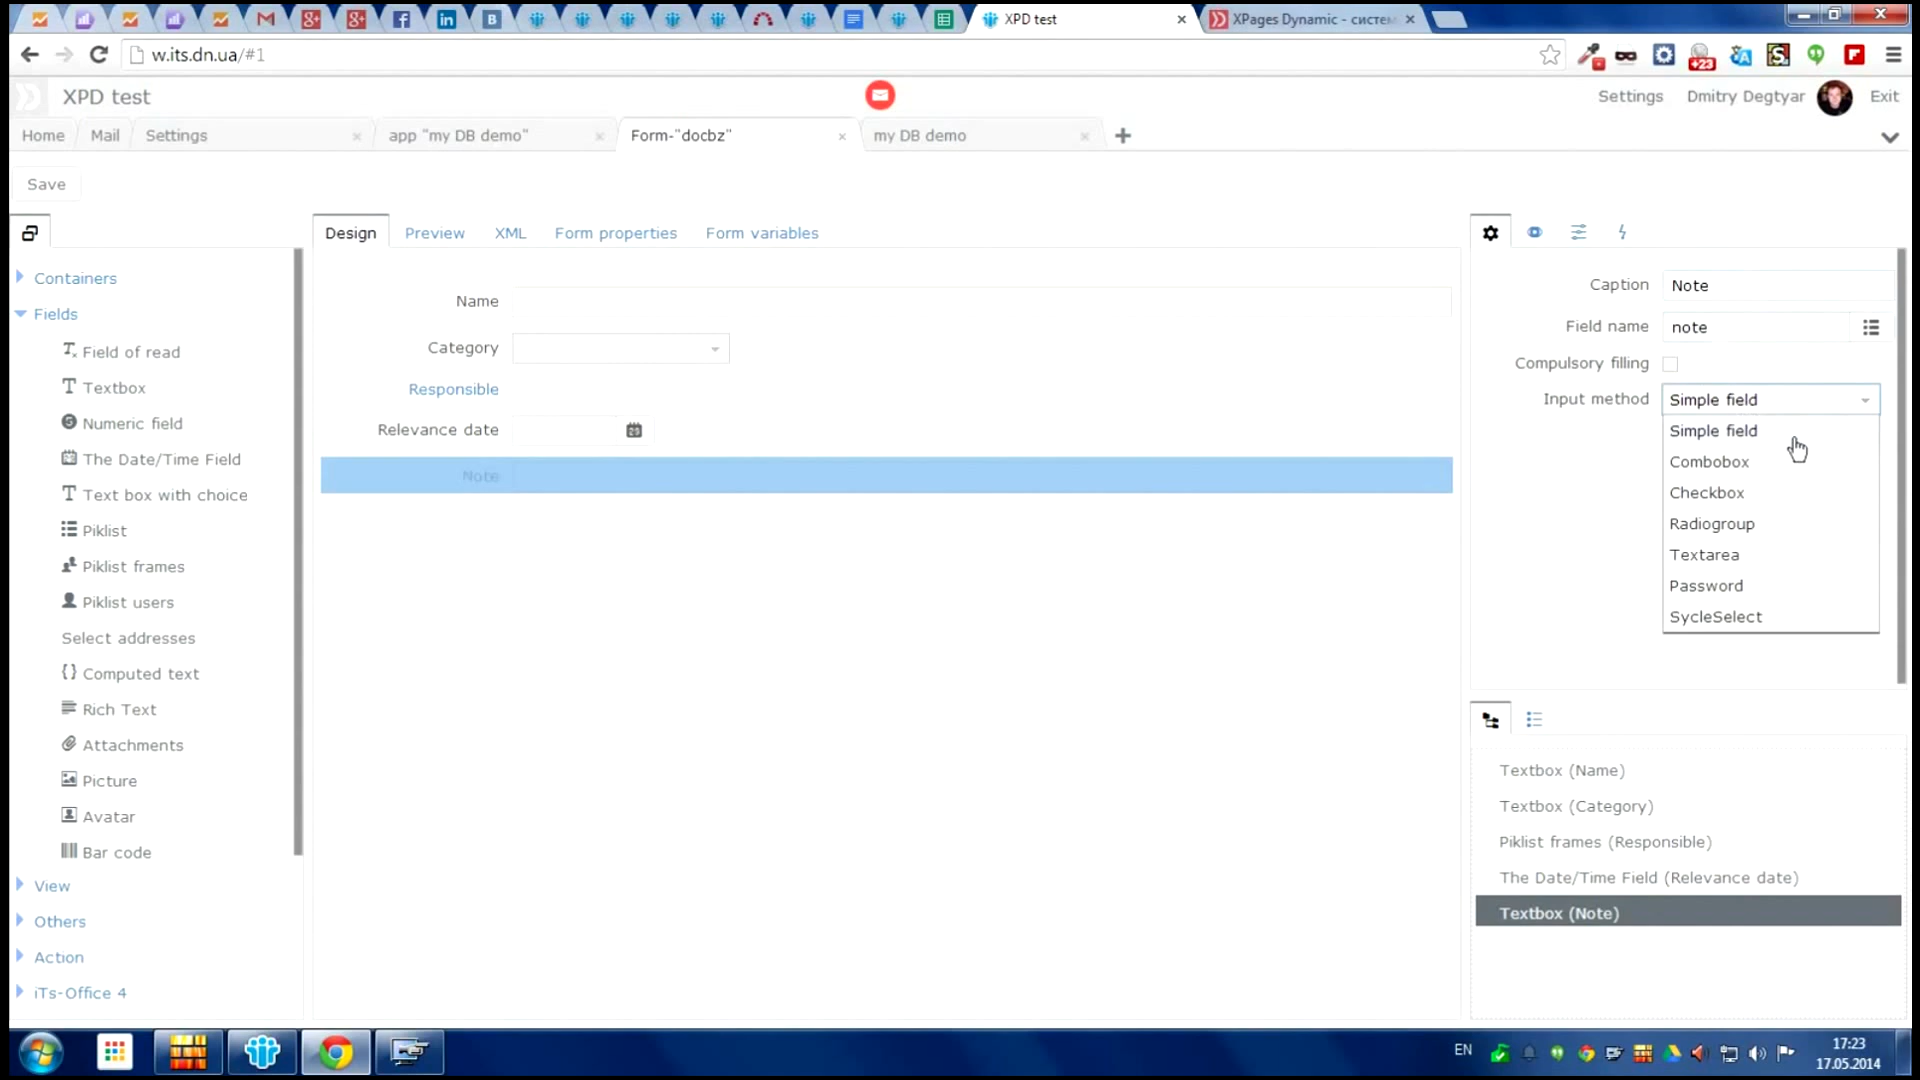 XPD test
XPages Dynamic - систем
w.its.dn.ua/#1
+23
XPD test
Settings
Dmitry Degtyar
Exit
Home
Mail
Settings
app "my DB demo"
Form-"docbz"
my DB demo
Save
Design
Preview
XML
Form properties
Form variables
Containers
Fields
Field of read
Textbox
Numeric field
The Date/Time Field
Text box with choice
Piklist
Piklist frames
Piklist users
Select addresses
Computed text
Rich Text
Attachments
Picture
Avatar
Bar code
View
Others
Action
iTs-Office 4
Name
Category
Responsible
Relevance date
Note
Caption
Note
Field name
note
Compulsory filling
Input method
Simple field
Simple field
Combobox
Checkbox
Radiogroup
Textarea
Password
SycleSelect
Textbox (Name)
Textbox (Category)
Piklist frames (Responsible)
The Date/Time Field (Relevance date)
Textbox (Note)
EN
17:23
17.05.2014